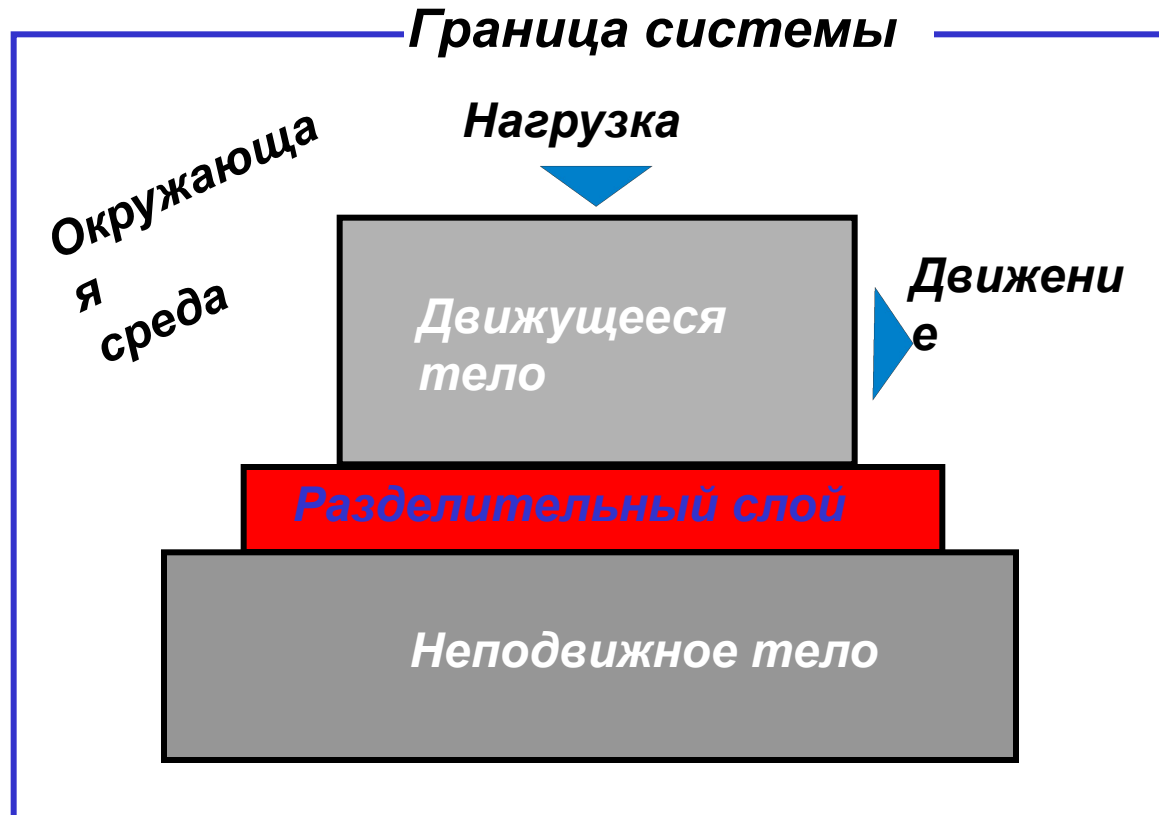 Граница системы
Нагрузка
Окружающа
я
среда
Движени
е
Движущееся
тело
Разделительный слой
Неподвижное тело